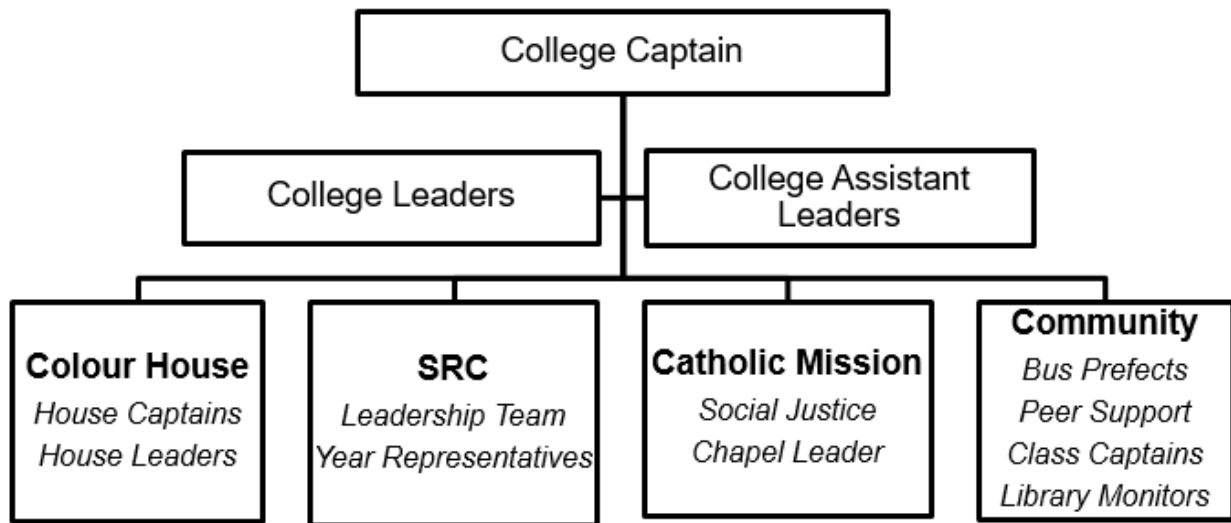 College Captain
College Leaders
College Assistant
Leaders
Colour House
House Captains
House Leaders
SRC
Leadership Team
Year Representatives
Catholic Mission
Social Justice
Chapel Leader
Community
Bus Prefects
Peer Support
Class Captains
Library Monitors